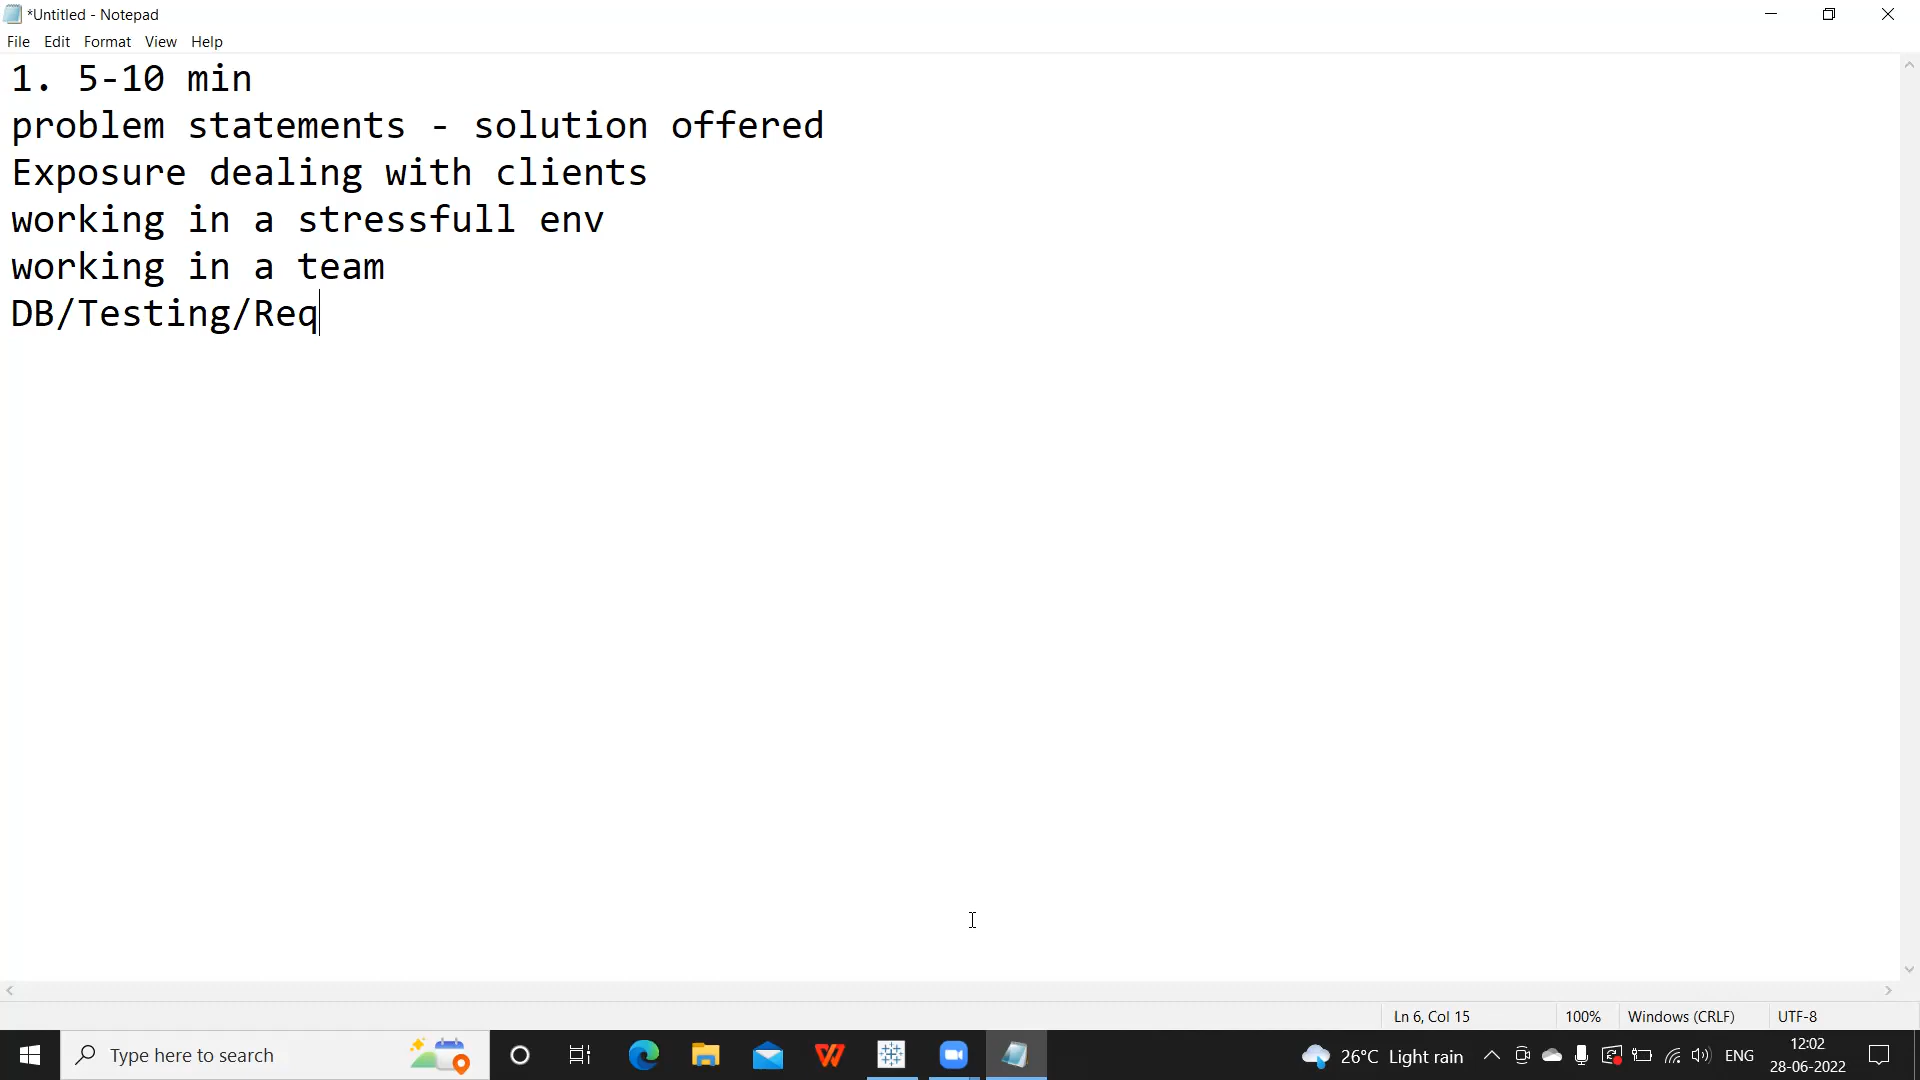 *Untitled - Notepad
File Edit Format View Help
1. 5-10 min
problem statements - solution offered
Exposure dealing with clients
working in a stressfull env
working in a team
DB/Testing/Req
Ln 6, Col 15 100% Windows (CRLF) UTF-8
Type here to search 26°C Light rain ENG 12:02
28-06-2022